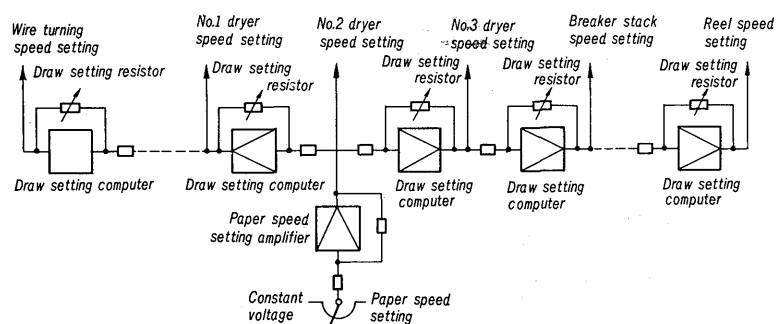 Wire turning
speed setting
No.1 dryer
speed setting
No.2 dryer
speed setting
No.3 dryer
speed setting
Breaker stack
speed setting
Reel speed
setting
Draw setting resistor
Draw setting
resistor
Draw setting
resistor
Draw setting
resistor
Draw setting
resistor
Draw setting computer
Draw setting computer
Draw setting
computer
Draw setting
computer
Draw setting
computer
Paper speed
setting amplifier
Constant
voltage
Paper speed
setting